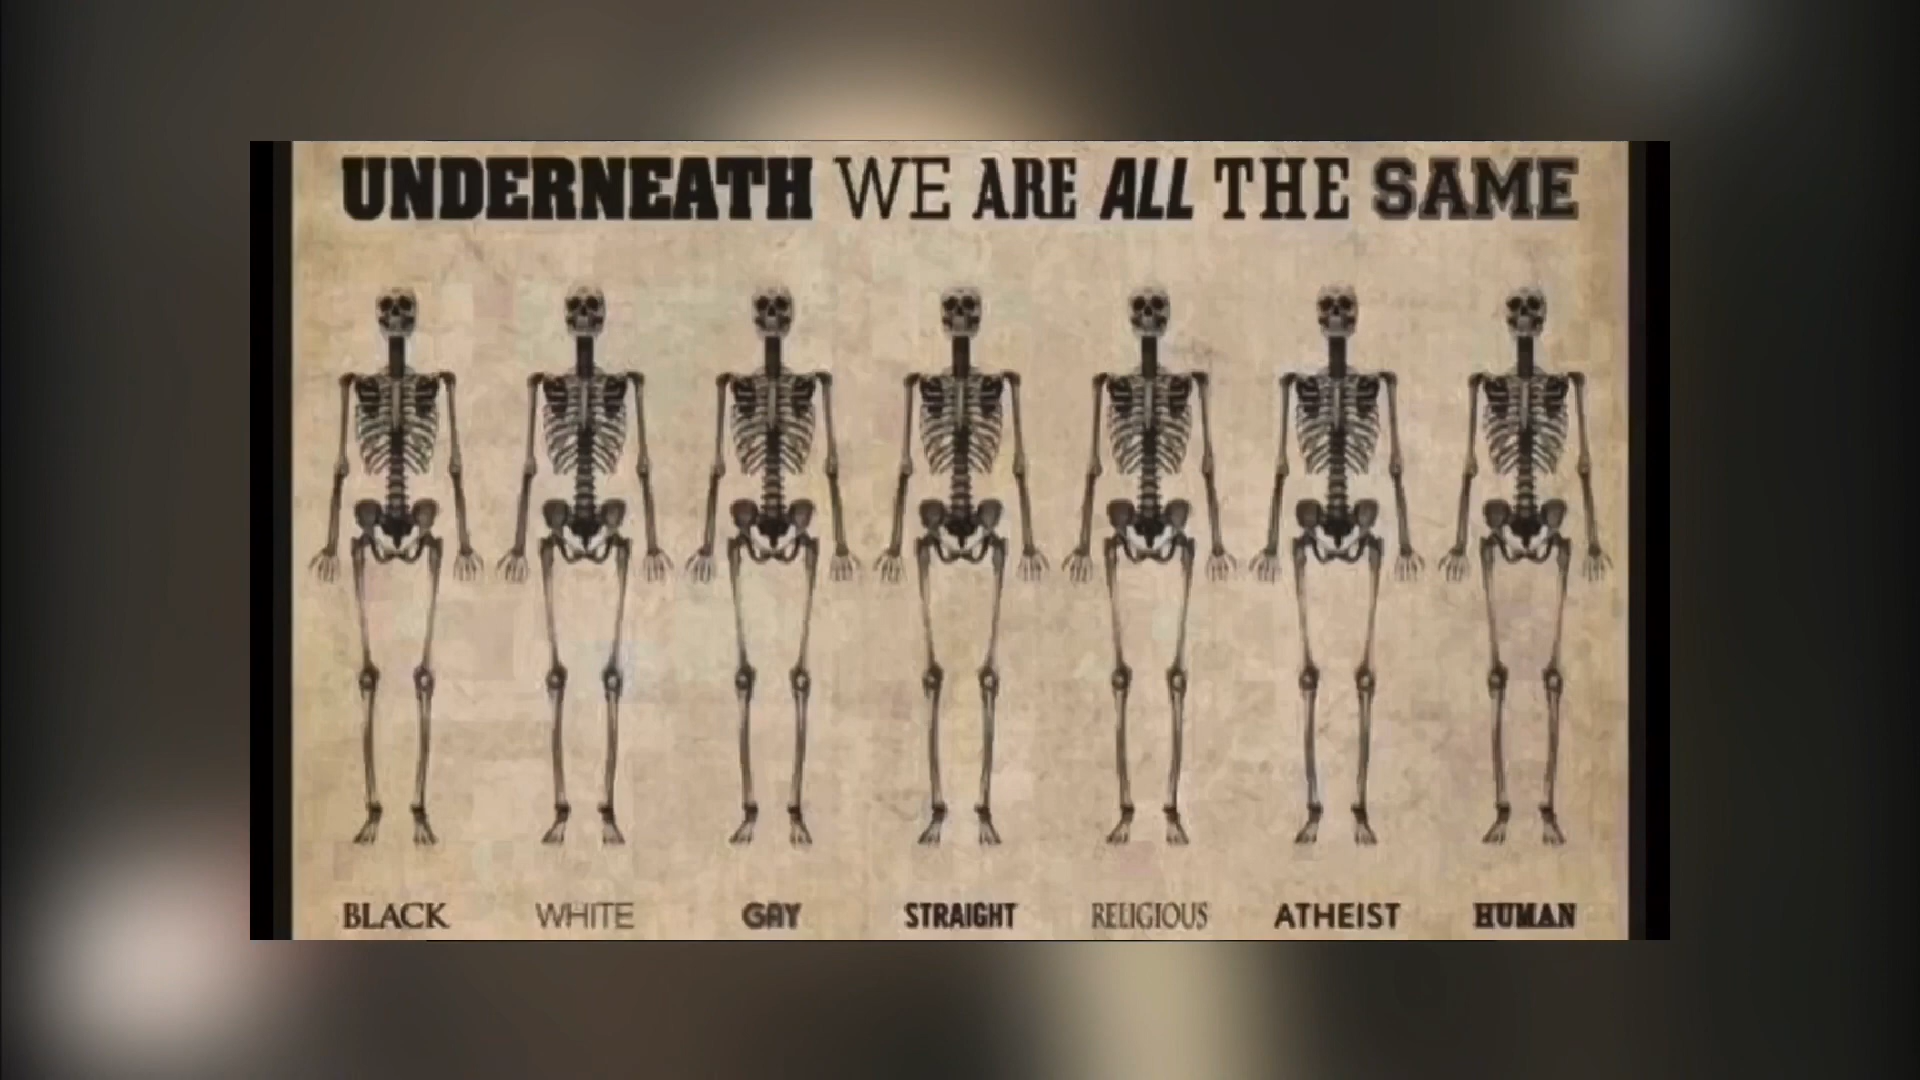 UNDERNEATH WE ARE ALL THE SAME
BLACK WHITE GAY STRAIGHT RELIGIOUS ATHEIST HUMAN